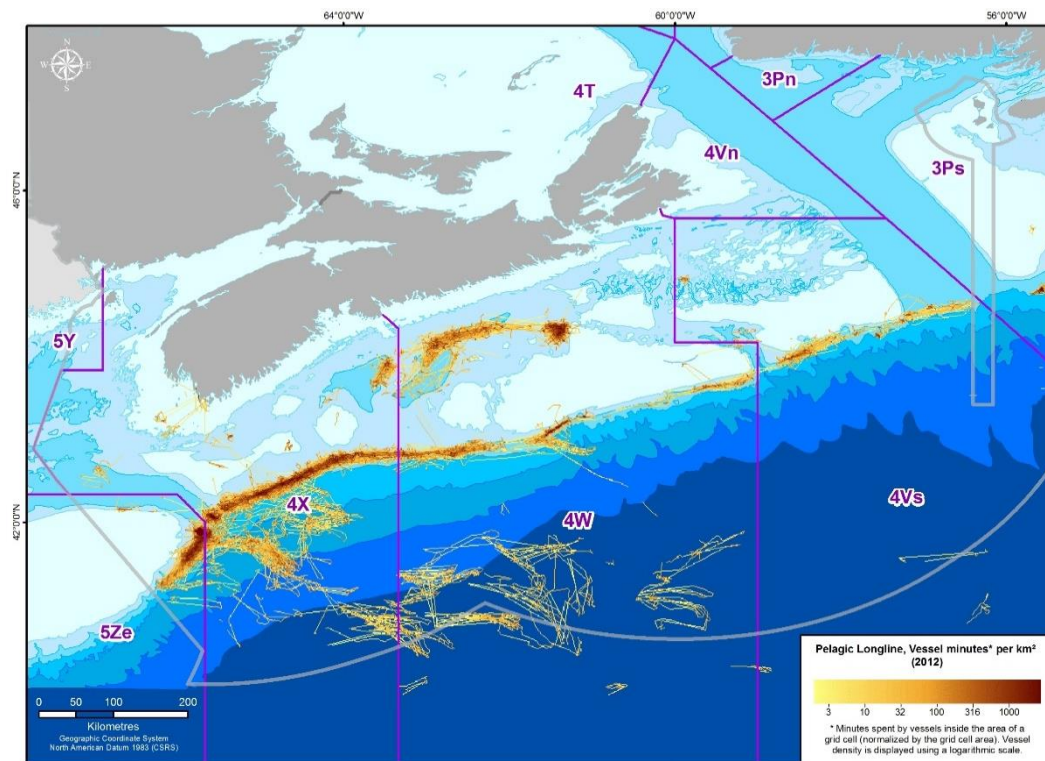 64°0'0"W 60°0'0"W 56°0'0"W
N
W E
S
4T
3Pn
4Vn
3Ps
46°0'0"N
5Y
4X
42°0'0"N
4W
4Vs
5Ze
0 50 100 200
Kilometres
Geographic Coordinate System
North American Datum 1983 (CSRS)
Pelagic Longline, Vessel minutes* per km²
(2012)
3 10 32 100 316 1000
* Minutes spent by vessels inside the area of a
grid cell (normalized by the grid cell area). Vessel
density is displayed using a logarithmic scale.